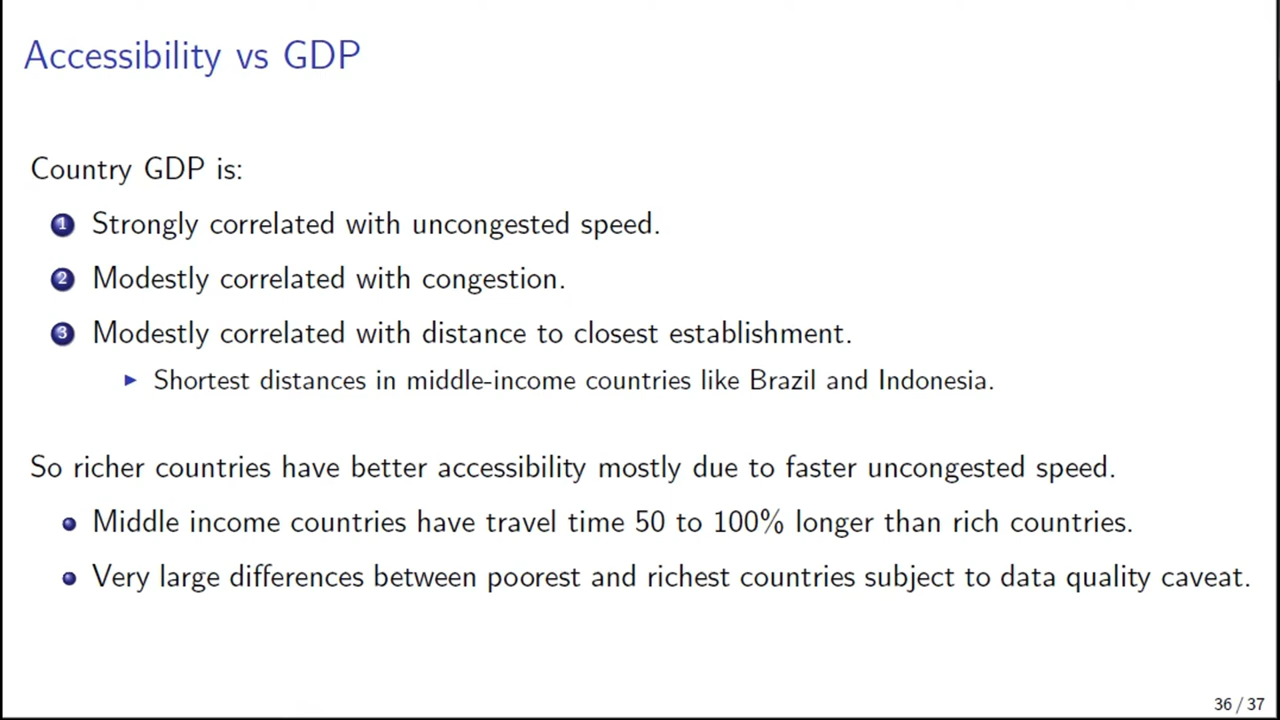 Accessibility vs GDP
Country GDP is:
1 Strongly correlated with uncongested speed.
2 Modestly correlated with congestion.
3 Modestly correlated with distance to closest establishment.
Shortest distances in middle-income countries like Brazil and Indonesia.
So richer countries have better accessibility mostly due to faster uncongested speed.
Middle income countries have travel time 50 to 100% longer than rich countries.
Very large differences between poorest and richest countries subject to data quality caveat.
36 / 37